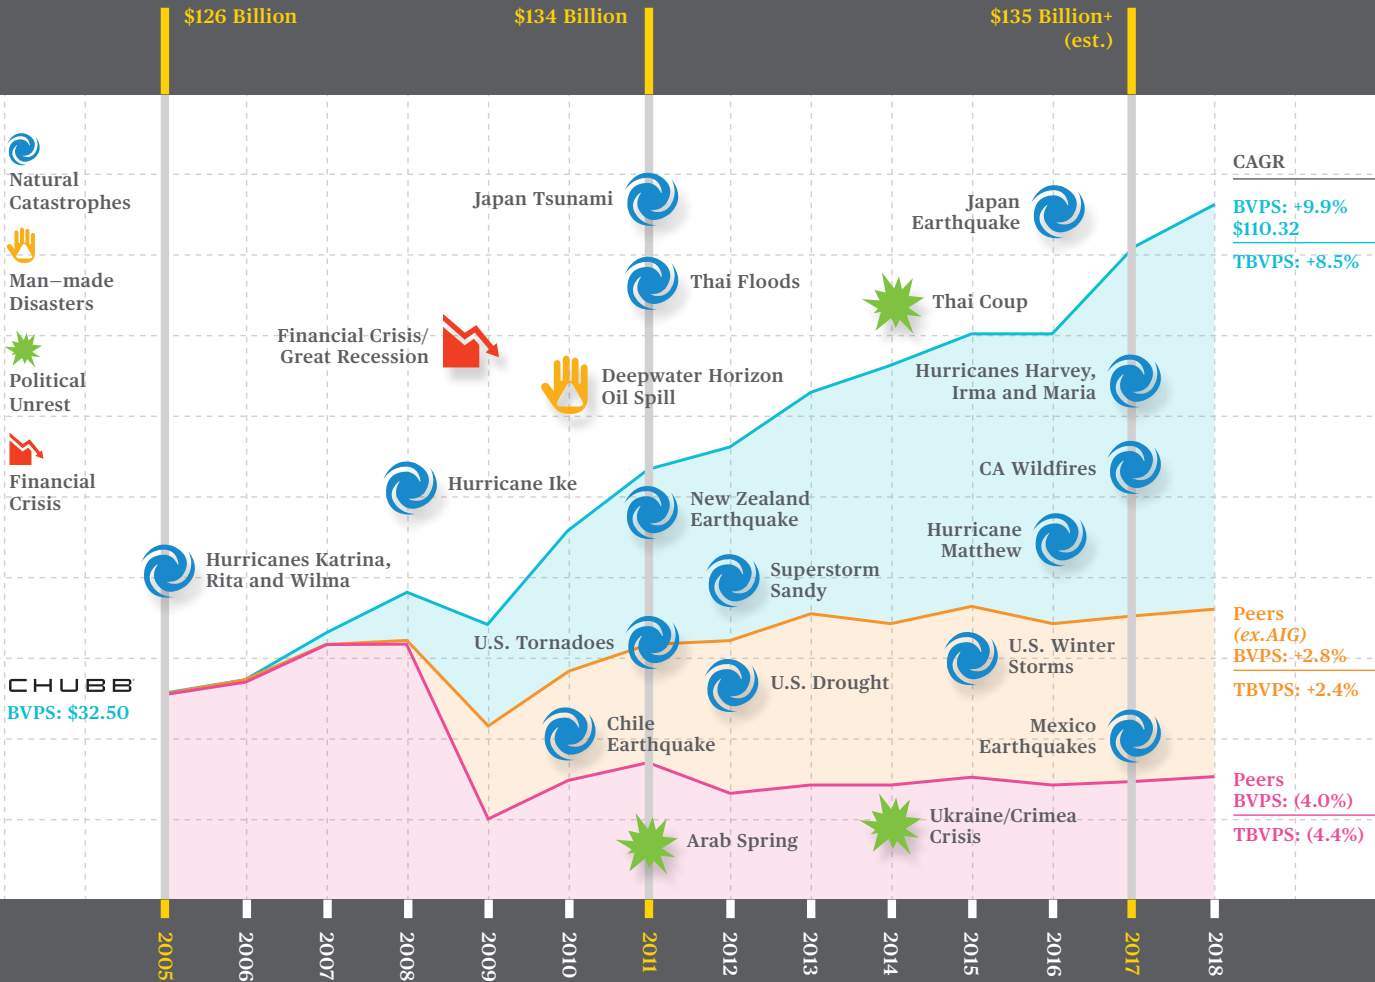 $126 Billion
$134 Billion
$135 Billion+
(est.)
Natural
Catastrophes
Man–made
Disasters
Political
Unrest
Financial
Crisis
CHUBB
BVPS: $32.50
Japan Tsunami
Thai Floods
Japan
Earthquake
Thai Coup
Financial Crisis/
Great Recession
Deepwater Horizon
Oil Spill
Hurricanes Harvey,
Irma and Maria
CA Wildfires
Hurricane Ike
New Zealand
Earthquake
Hurricane
Matthew
Hurricanes Katrina,
Rita and Wilma
Superstorm
Sandy
U.S. Tornadoes
U.S. Drought
U.S. Winter
Storms
Chile
Earthquake
Mexico
Earthquakes
Arab Spring
Ukraine/Crimea
Crisis
CAGR
BVPS: +9.9%
$110.32
TBVPS: +8.5%
Peers
(ex.AIG)
BVPS: +2.8%
TBVPS: +2.4%
Peers
BVPS: (4.0%)
TBVPS: (4.4%)
2005
2006
2007
2008
2009
2010
2011
2012
2013
2014
2015
2016
2017
2018